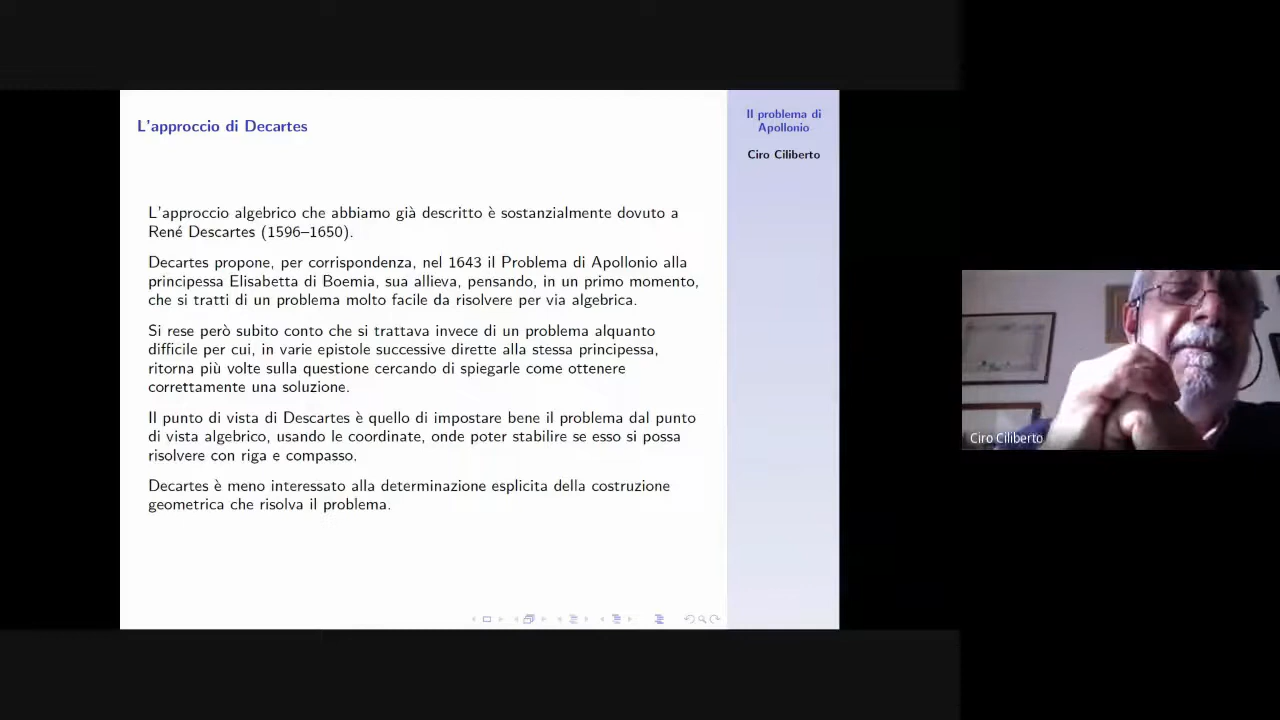 L'approccio di Decartes
Il problema di
Apollonio
Ciro Ciliberto
L'approccio algebrico che abbiamo già descritto è sostanzialmente dovuto a
René Descartes (1596–1650).
Decartes propone, per corrispondenza, nel 1643 il Problema di Apollonio alla
principessa Elisabetta di Boemia, sua allieva, pensando, in un primo momento,
che si tratti di un problema molto facile da risolvere per via algebrica.
Si rese però subito conto che si trattava invece di un problema alquanto
difficile per cui, in varie epistole successive dirette alla stessa principessa,
ritorna più volte sulla questione cercando di spiegarle come ottenere
correttamente una soluzione.
Il punto di vista di Descartes è quello di impostare bene il problema dal punto
di vista algebrico, usando le coordinate, onde poter stabilire se esso si possa
risolvere con riga e compasso.
Decartes è meno interessato alla determinazione esplicita della costruzione
geometrica che risolva il problema.
Ciro Ciliberto